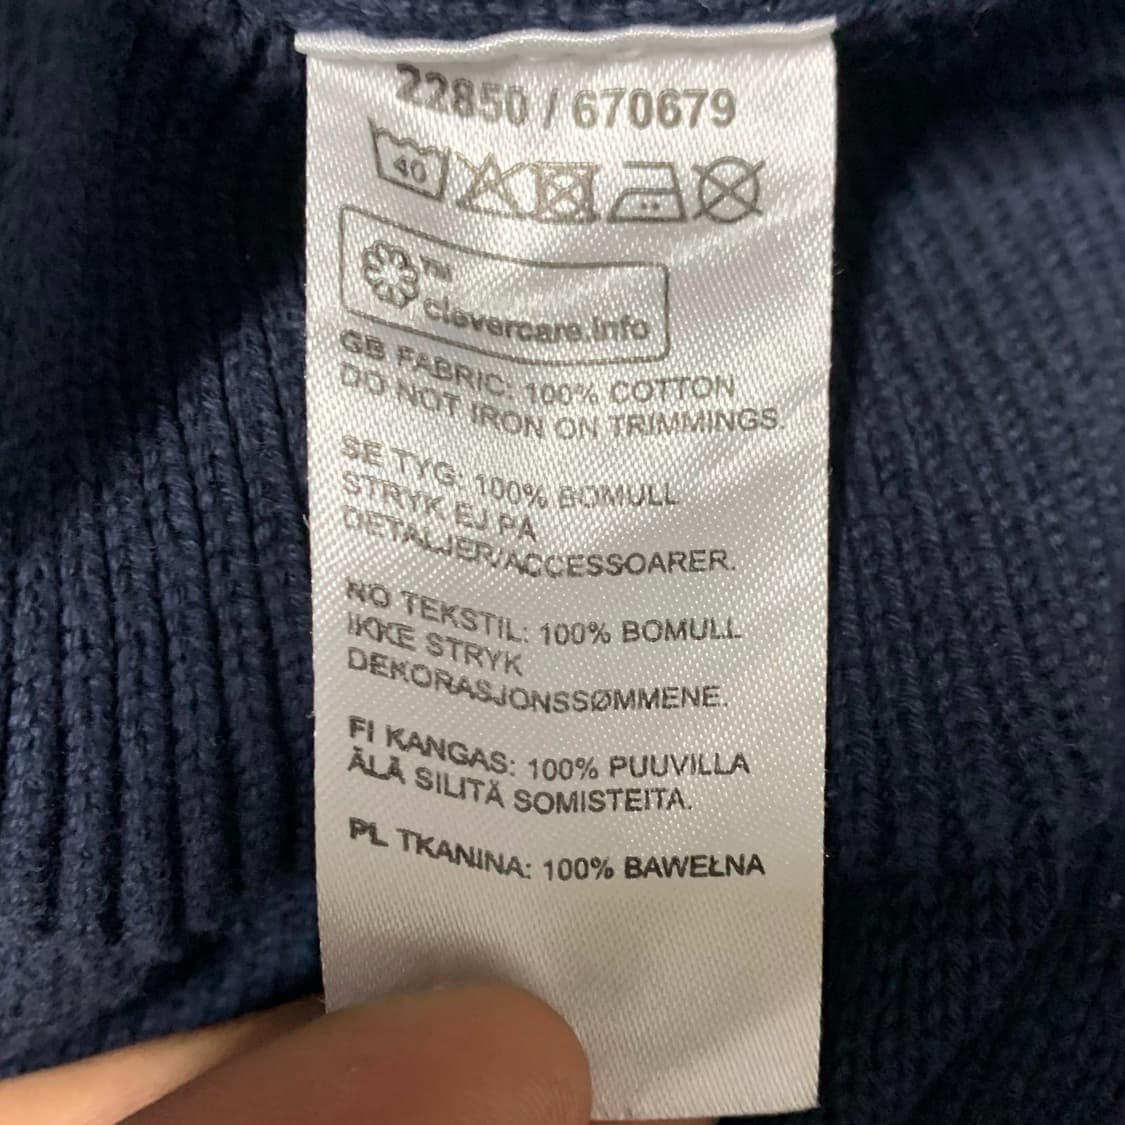 22850 / 670679
40
™
clevercare.info
GB FABRIC: 100% COTTON
DO NOT IRON ON TRIMMINGS.
SE TYG: 100% BOMULL
STRYK EJ PA
DETALJER/ACCESSOARER.
NO TEKSTIL: 100% BOMULL
IKKE STRYK
DEKORASJONSSØMMENE.
FI KANGAS: 100% PUUVILLA
ÄLÄ SILITÄ SOMISTEITA.
PL TKANINA: 100% BAWEŁNA